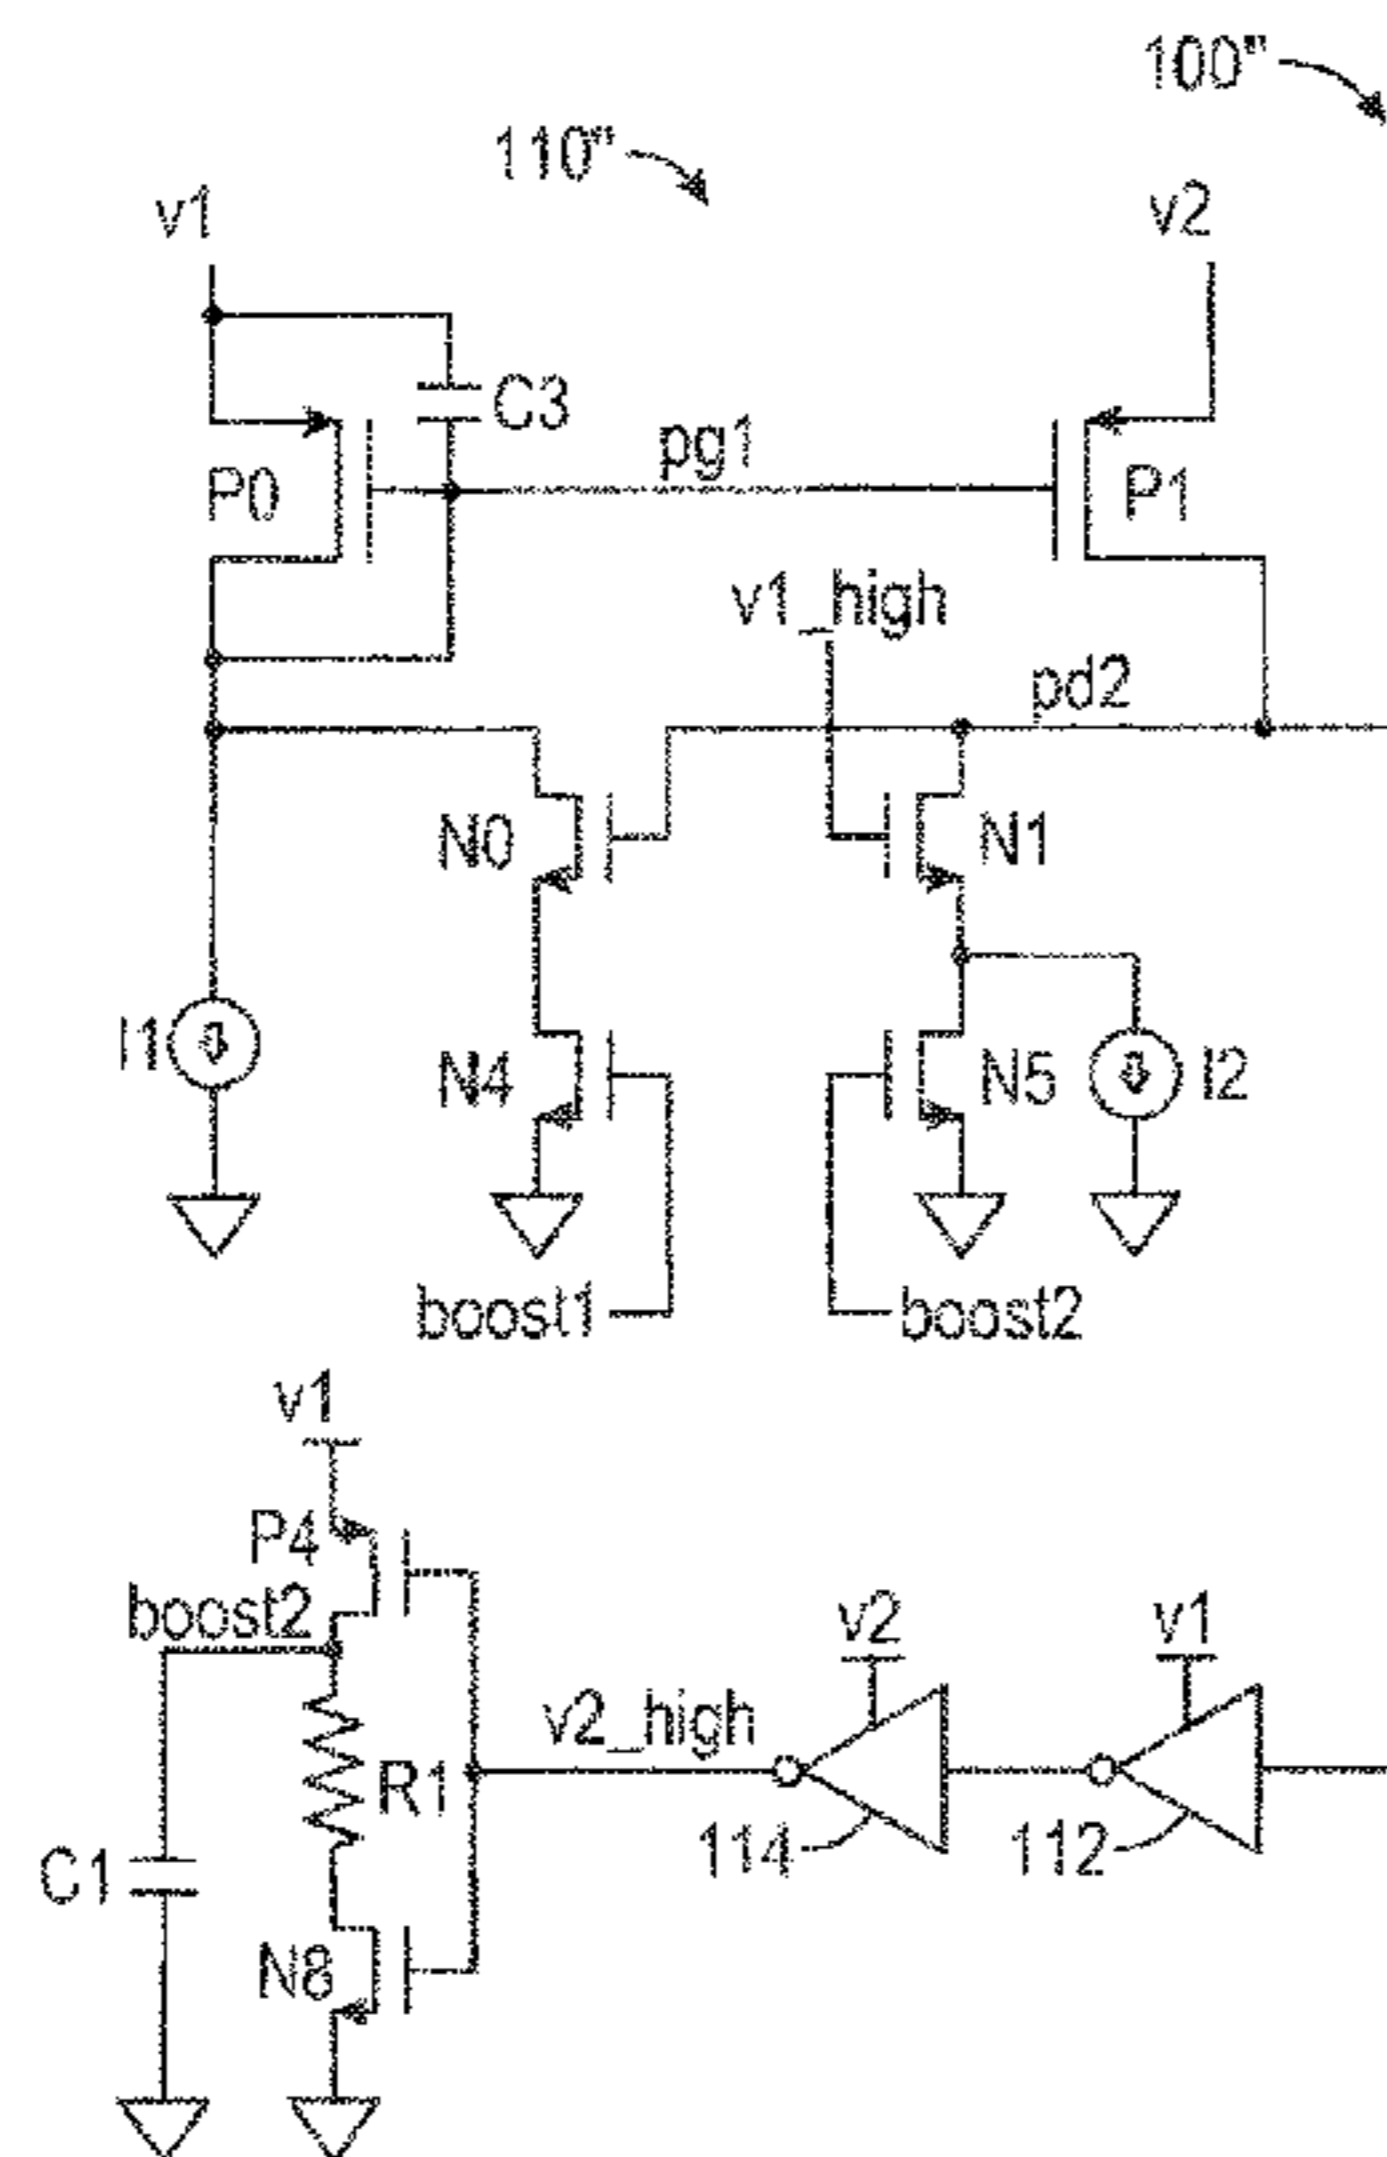 100"
110"
v1
v2
C3
pg1
P0
P1
v1_high
pd2
N0
N1
I1
N4
N5
I2
boost1
boost2
v1
P4
boost2
v2
v1
v2_high
R1
114
112
C1
N8